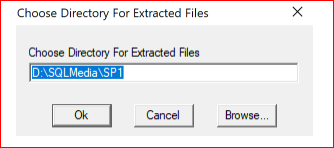 Choose Directory For Extracted Files
Choose Directory For Extracted Files
D:\SQLMedia\SP1
Ok Cancel Browse...